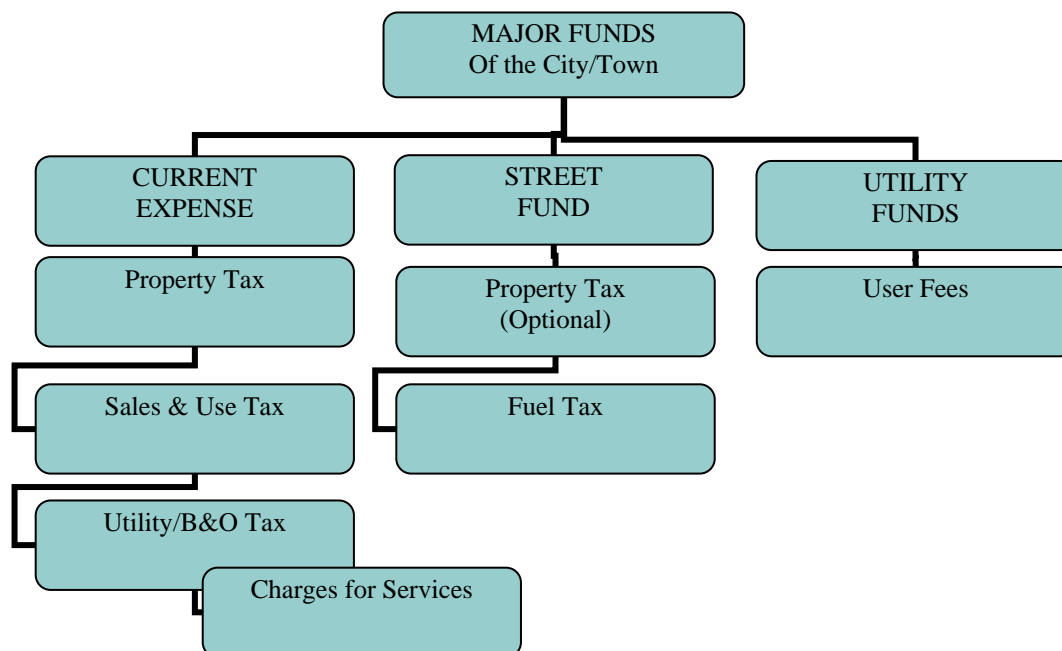 MAJOR FUNDS
Of the City/Town
CURRENT
EXPENSE
STREET
FUND
UTILITY
FUNDS
Property Tax
Property Tax
(Optional)
User Fees
Sales & Use Tax
Fuel Tax
Utility/B&O Tax
Charges for Services